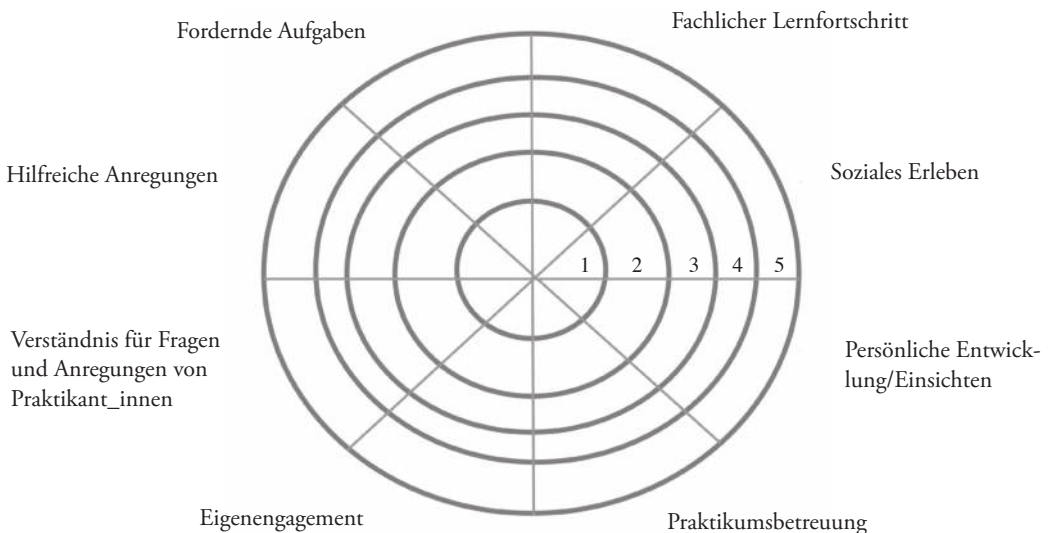 Fordernde Aufgaben
Fachlicher Lernfortschritt
Hilfreiche Anregungen
Soziales Erleben
1 2 3 4 5
Verständnis für Fragen
und Anregungen von
Praktikant_innen
Persönliche Entwick-
lung/Einsichten
Eigenengagement
Praktikumsbetreuung